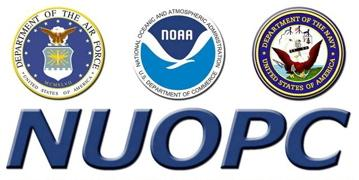 DEPARTMENT OF THE AIR FORCE
MCMXLVII
UNITED STATES OF AMERICA
NATIONAL OCEANIC AND ATMOSPHERIC ADMINISTRATION
NOAA
U.S. DEPARTMENT OF COMMERCE
DEPARTMENT OF THE NAVY
UNITED STATES OF AMERICA
NUOPC